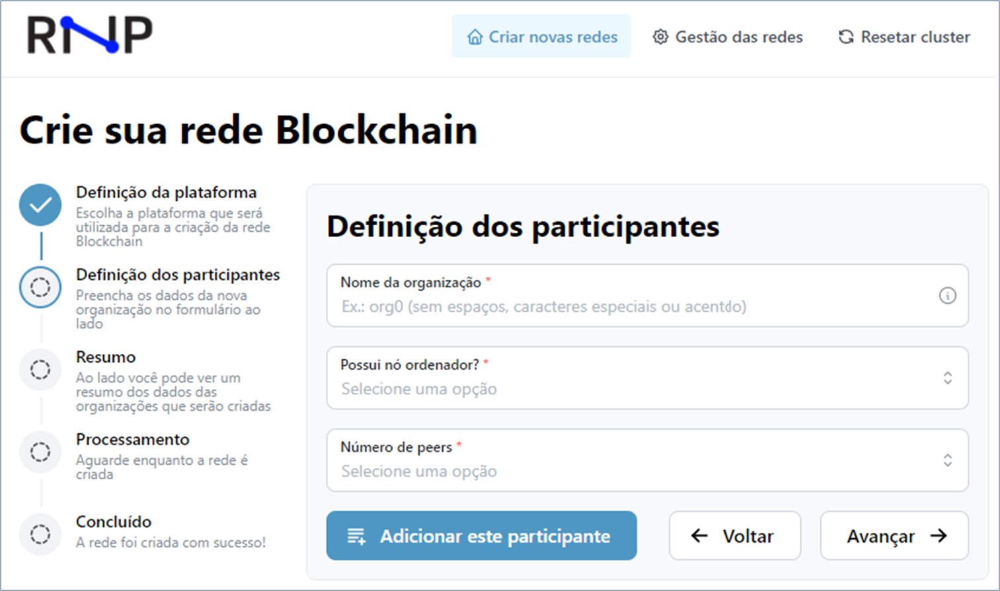 RNP
Criar novas redes
Gestão das redes
Resetar cluster
Crie sua rede Blockchain
Definição da plataforma
Escolha a plataforma que será
utilizada para a criação da rede
Blockchain
Definição dos participantes
Preencha os dados da nova
organização no formulário ao
lado
Resumo
Ao lado você pode ver um
resumo dos dados das
organizações que serão criadas
Processamento
Aguarde enquanto a rede é
criada
Concluído
A rede foi criada com sucesso!
Definição dos participantes
Nome da organização *
Ex.: org0 (sem espaços, caracteres especiais ou acentdo)
Possui nó ordenador? *
Selecione uma opção
Número de peers *
Selecione uma opção
Adicionar este participante
Voltar
Avançar